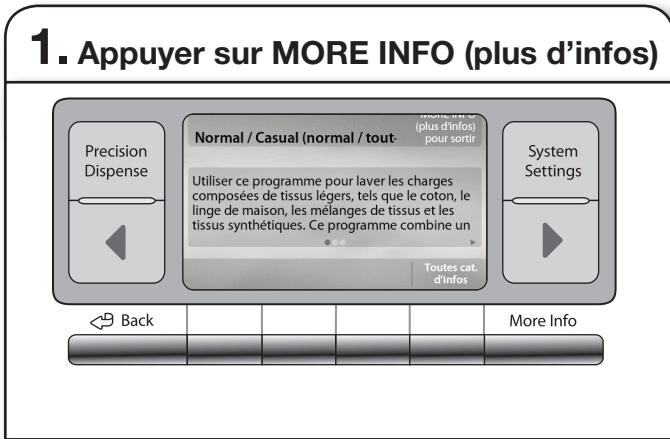 1. Appuyer sur MORE INFO (plus d’infos)
Precision
Dispense
Normal / Casual (normal / tout-
MORE INFO
(plus d’infos)
pour sortir
Utiliser ce programme pour laver les charges
composées de tissus légers, tels que le coton, le
linge de maison, les mélanges de tissus et les
tissus synthétiques. Ce programme combine un
Toutes cat.
d’infos
System
Settings
Back
More Info